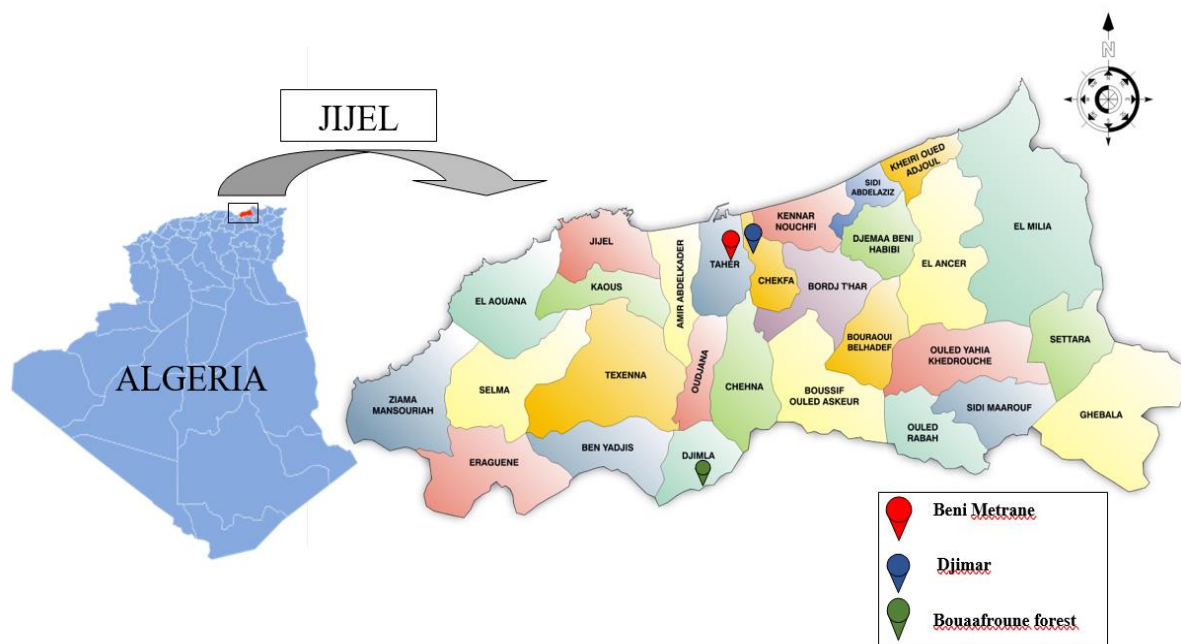 JIJEL
ALGERIA
N
KHEIRI OUED
ADJOUL
SIDI
ABDELAZIZ
EL MILIA
KENNAR
NOUCHFI
DJEMAA BENI
HABIBI
JIJEL
TAHER
EL ANCER
AMIR ABDELKADER
CHEKFA
BORDJ T'HAR
KAOUS
EL AOUANA
BOURAOUI
BELHADEF
SETTARA
OULED YAHIA
KHEDROUCHE
TEXENNA
OUDJANA
CHEHNA
BOUSSIF
OULED ASKEUR
SELMA
ZIAMA
MANSOURIAH
SIDI MAAROUF
GHEBALA
OULED
RABAH
BEN YADJIS
DJIMLA
ERAGUENE
Beni Metrane
Djimar
Bouaafroune forest